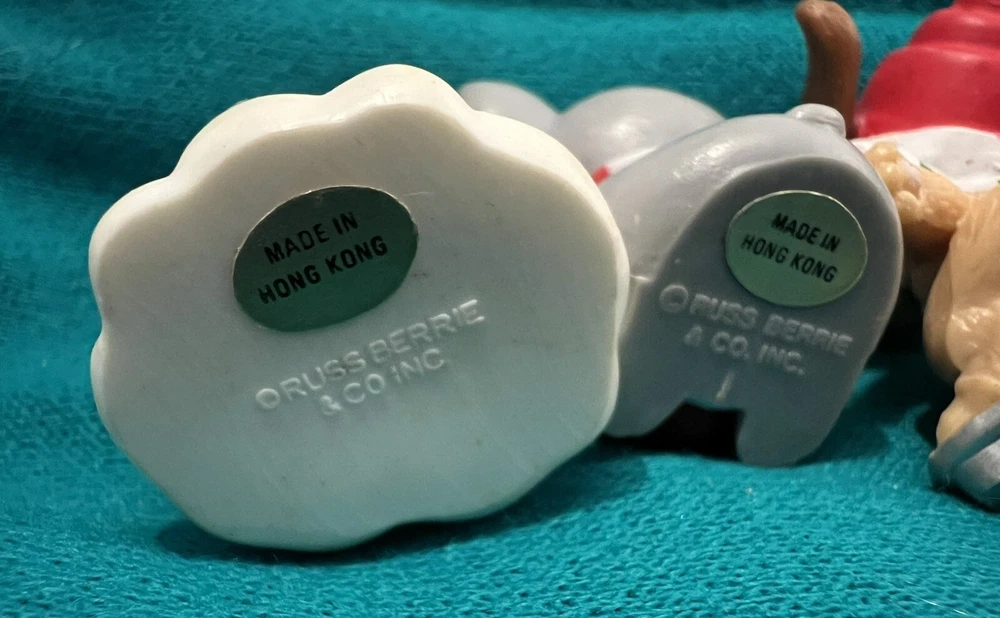 MADE IN
HONG KONG
©RUSS BERRIE
& CO INC.
MADE IN
HONG KONG
©RUSS BERRIE
& CO. INC.